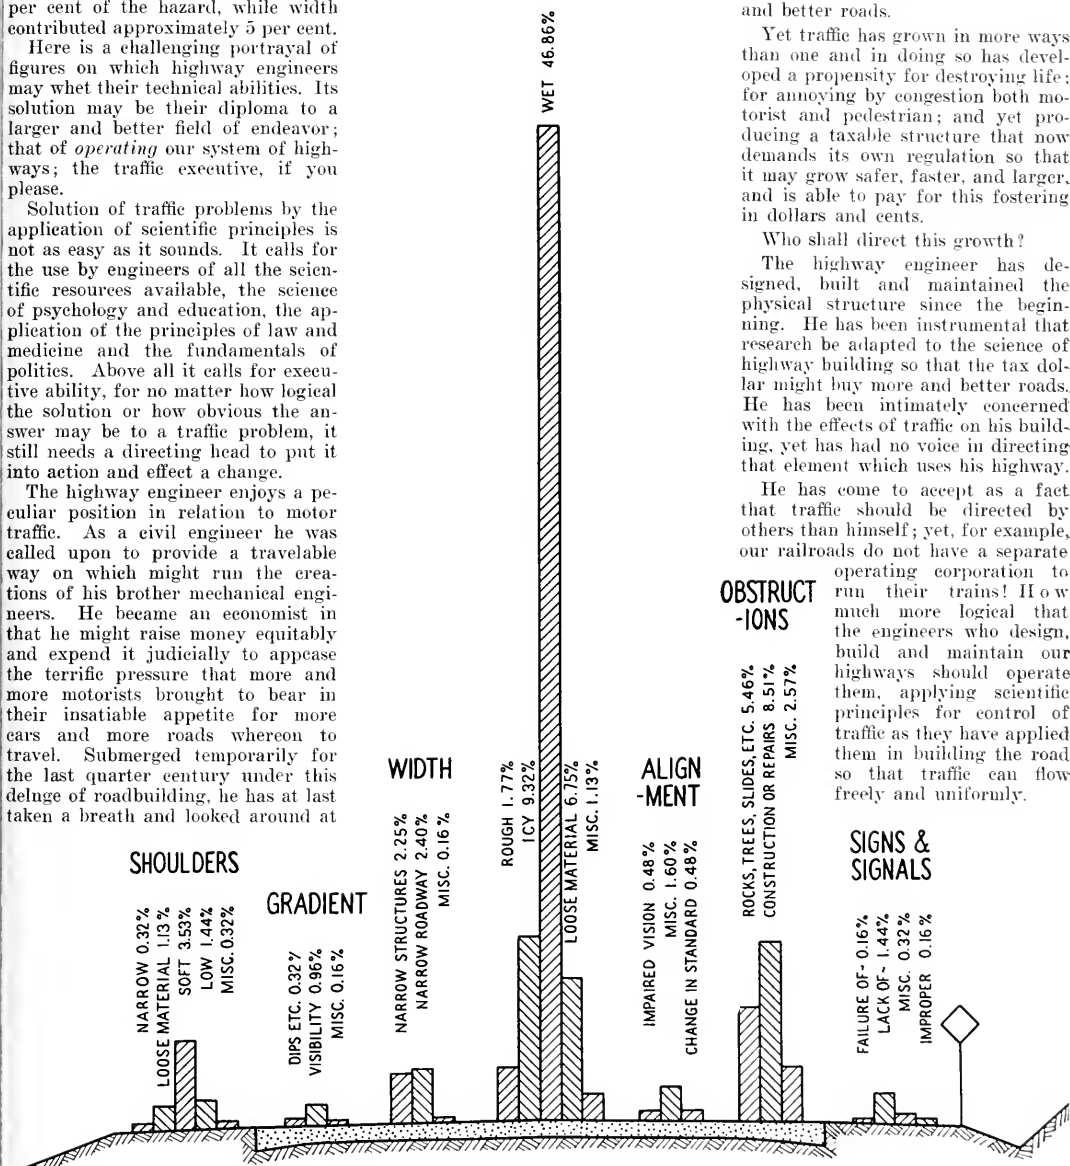 per cent of the hazard, while width
contributed approximately 5 per cent.
Here is a challenging portrayal of
figures on which highway engineers
may whet their technical abilities. Its
solution may be their diploma to a
larger and better field of endeavor;
that of operating our system of high-
ways; the traffic executive, if you
please.
Solution of traffic problems by the
application of scientific principles is
not as easy as it sounds. It calls for
the use by engineers of all the scien-
tific resources available, the science
of psychology and education, the ap-
plication of the principles of law and
medicine and the fundamentals of
politics. Above all it calls for execu-
tive ability, for no matter how logical
the solution or how obvious the an-
swer may be to a traffic problem, it
still needs a directing head to put it
into action and effect a change.
The highway engineer enjoys a pe-
culiar position in relation to motor
traffic. As a civil engineer he was
called upon to provide a travelable
way on which might run the crea-
tions of his brother mechanical engi-
neers. He became an economist in
that he might raise money equitably
and expend it judicially to appease
the terrific pressure that more and
more motorists brought to bear in
their insatiable appetite for more
cars and more roads whereon to
travel. Submerged temporarily for
the last quarter century under this
deluge of roadbuilding, he has at last
taken a breath and looked around at
and better roads.
Yet traffic has grown in more ways
than one and in doing so has devel-
oped a propensity for destroying life;
for annoying by congestion both mo-
torist and pedestrian; and yet pro-
ducing a taxable structure that now
demands its own regulation so that
it may grow safer, faster, and larger,
and is able to pay for this fostering
in dollars and cents.
Who shall direct this growth?
The highway engineer has de-
signed, built and maintained the
physical structure since the begin-
ning. He has been instrumental that
research be adapted to the science of
highway building so that the tax dol-
lar might buy more and better roads.
He has been intimately concerned
with the effects of traffic on his build-
ing, yet has had no voice in directing
that element which uses his highway.
He has come to accept as a fact
that traffic should be directed by
others than himself; yet, for example,
our railroads do not have a separate
operating corporation to
run their trains! How
much more logical that
the engineers who design,
build and maintain our
highways should operate
them, applying scientific
principles for control of
traffic as they have applied
them in building the road
so that traffic can flow
freely and uniformly.
SHOULDERS
NARROW 0.32%
LOOSE MATERIAL 1.13%
SOFT 3.53%
LOW 1.44%
MISC. 0.32%
GRADIENT
DIPS ETC. 0.32%
VISIBILITY 0.96%
MISC. 0.16%
WIDTH
NARROW STRUCTURES 2.25%
NARROW ROADWAY 2.40%
MISC. 0.16%
ROUGH 1.77%
ICY 9.32%
WET 46.86%
LOOSE MATERIAL 6.75%
MISC. 1.13%
ALIGN
-MENT
IMPAIRED VISION 0.48%
MISC. 1.60%
CHANGE IN STANDARD 0.48%
OBSTRUCT
-IONS
ROCKS, TREES, SLIDES, ETC. 5.46%
CONSTRUCTION OR REPAIRS 8.51%
MISC. 2.57%
SIGNS &
SIGNALS
FAILURE OF- 0.16%
LACK OF- 1.44%
MISC. 0.32%
IMPROPER 0.16%